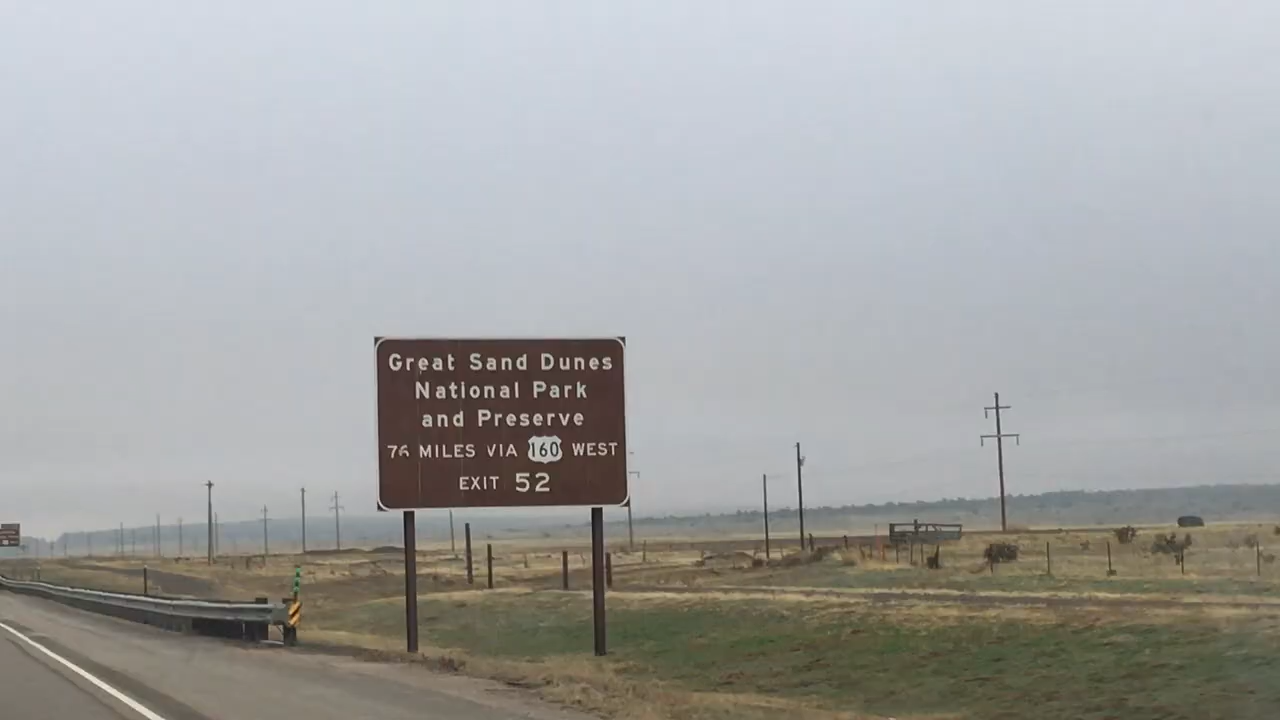 Great Sand Dunes
National Park
and Preserve
76 MILES VIA 160 WEST
EXIT 52